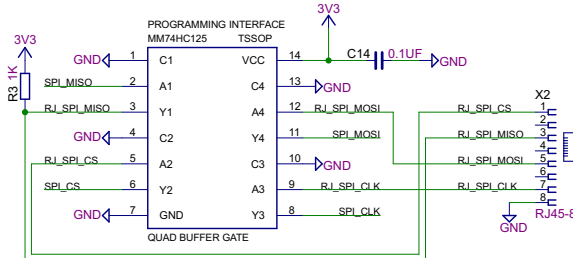 PROGRAMMING INTERFACE
MM74HC125 TSSOP
3V3
3V3
R3 1K
GND 1 C1 VCC 14 C14 0.1UF GND
SPI_MISO 2 A1 C4 13 GND
RJ_SPI_MISO 3 Y1 A4 12 RJ_SPI_MOSI
GND 4 C2 Y4 11 SPI_MOSI
RJ_SPI_CS 5 A2 C3 10 GND
SPI_CS 6 Y2 A3 9 RJ_SPI_CLK
GND 7 GND Y3 8 SPI_CLK
QUAD BUFFER GATE
X2
RJ_SPI_CS 1
2
RJ_SPI_MISO 3
4
RJ_SPI_MOSI 5
6
RJ_SPI_CLK 7
8
RJ45-8
GND